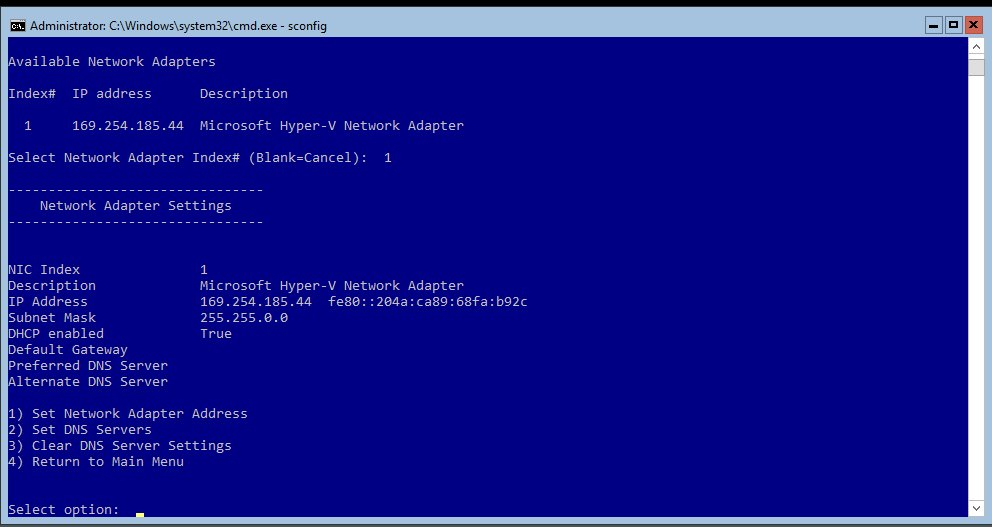 Administrator: C:\Windows\system32\cmd.exe - sconfig
Available Network Adapters
Index#  IP address      Description
  1     169.254.185.44  Microsoft Hyper-V Network Adapter
Select Network Adapter Index# (Blank=Cancel):  1
--------------------------------
    Network Adapter Settings
--------------------------------
NIC Index               1
Description             Microsoft Hyper-V Network Adapter
IP Address              169.254.185.44  fe80::204a:ca89:68fa:b92c
Subnet Mask             255.255.0.0
DHCP enabled            True
Default Gateway
Preferred DNS Server
Alternate DNS Server
1) Set Network Adapter Address
2) Set DNS Servers
3) Clear DNS Server Settings
4) Return to Main Menu
Select option: